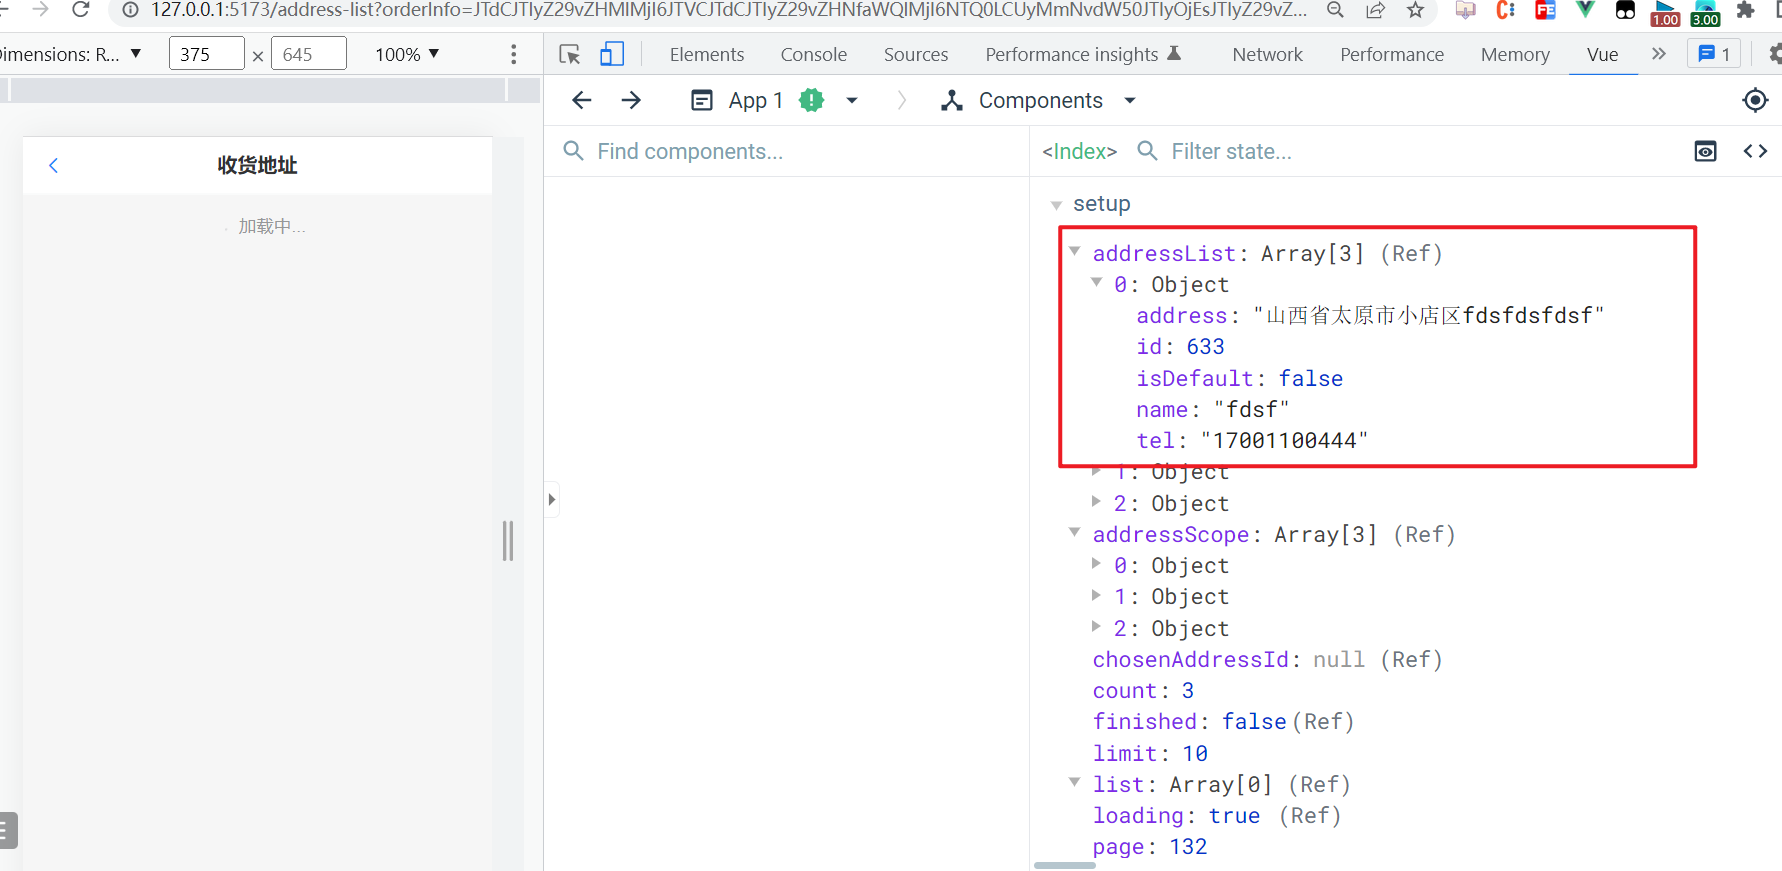 127.0.0.1:5173/address-list?orderInfo=JTdCJTIyZ29vZHMlMjI6JTVCJTdCJTIyZ29vZHNfaWQlMjI6NTQ0LCUyMmNvdW50JTIyOjEsJTIyZ29vZ...
1.00
3.00
Dimensions: R... ▼ 375 × 645 100% ▼
Elements Console Sources Performance insights Network Performance Memory Vue » 1
App 1 Components
Find components...
<Index> Filter state...
收货地址
加载中...
setup
addressList: Array[3] (Ref)
0: Object
address: "山西省太原市小店区fdsfdsfdsf"
id: 633
isDefault: false
name: "fdsf"
tel: "17001100444"
1: Object
2: Object
addressScope: Array[3] (Ref)
0: Object
1: Object
2: Object
chosenAddressId: null (Ref)
count: 3
finished: false (Ref)
limit: 10
list: Array[0] (Ref)
loading: true (Ref)
page: 132